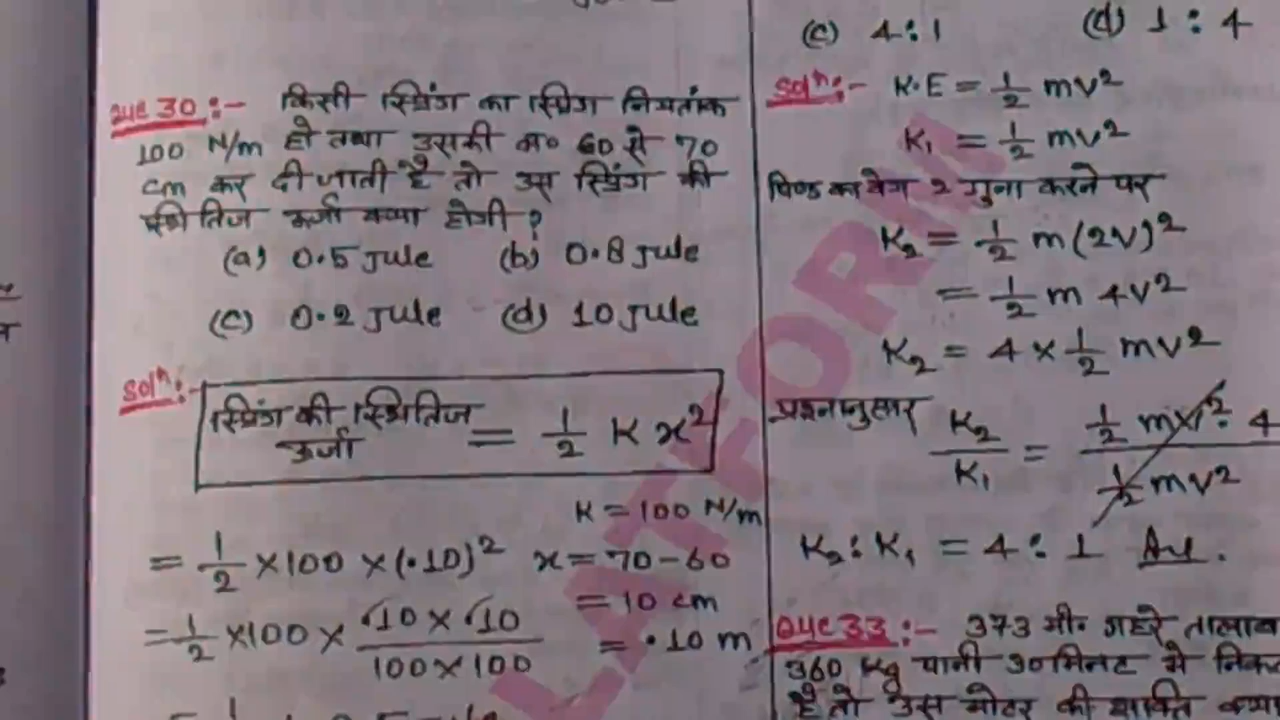 Que 30 :- किसी स्प्रिंग का स्प्रिंग नियतांक
100 N/m हो तथा उसकी ल० 60 से 70
cm कर दी जाती है तो उस स्प्रिंग की
स्थितिज ऊर्जा क्या होगी ?
(a) 0.5 Jule (b) 0.8 Jule
(c) 0.2 Jule (d) 10 Jule
Solⁿ:-
स्प्रिंग की स्थितिज
ऊर्जा = 1/2 K x²
K = 100 N/m
= 1/2 × 100 × (.10)² x = 70 - 60
= 10 cm
= 1/2 × 100 × 10 × 10 / 100 × 100 = .10 m
(c) 4 : 1 (d) 1 : 4
Solⁿ:- K.E = 1/2 mv²
K₁ = 1/2 mv²
पिण्ड का वेग 2 गुना करने पर
K₂ = 1/2 m (2v)²
= 1/2 m 4v²
K₂ = 4 × 1/2 mv²
प्रश्नानुसार K₂/K₁ = 1/2 mv². 4 / 1/2 mv²
K₂ : K₁ = 4 : 1 Au.
Que 33 :- 373 मी० गहरे तालाब
360 Kg पानी 30 मिनट मे
है तो उस मोटर की शक्ति क्या
PLATFORM